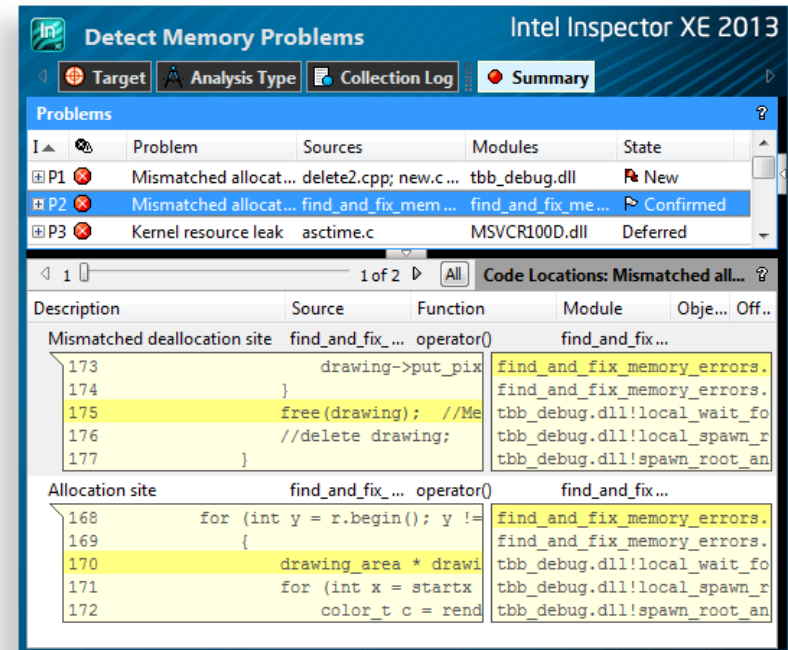 Intel Inspector XE 2013
In
Detect Memory Problems
Target Analysis Type Collection Log Summary
Problems ?
I Problem Sources Modules State
P1 Mismatched allocat... delete2.cpp; new.c... tbb_debug.dll New
P2 Mismatched allocat... find_and_fix_mem ... find_and_fix_me... Confirmed
P3 Kernel resource leak asctime.c MSVCR100D.dll Deferred
1 1 of 2 All Code Locations: Mismatched all... ?
Description Source Function Module Obje... Off..
Mismatched deallocation site find_and_fix_... operator() find_and_fix...
173 drawing->put_pix find_and_fix_memory_errors.
174 } find_and_fix_memory_errors.
175 free(drawing); //Me tbb_debug.dll!local_wait_fo
176 //delete drawing; tbb_debug.dll!local_spawn_r
177 } tbb_debug.dll!spawn_root_an
Allocation site find_and_fix_... operator() find_and_fix...
168 for (int y = r.begin(); y != find_and_fix_memory_errors.
169 { find_and_fix_memory_errors.
170 drawing_area * drawi tbb_debug.dll!local_wait_fo
171 for (int x = startx tbb_debug.dll!local_spawn_r
172 color_t c = rend tbb_debug.dll!spawn_root_an